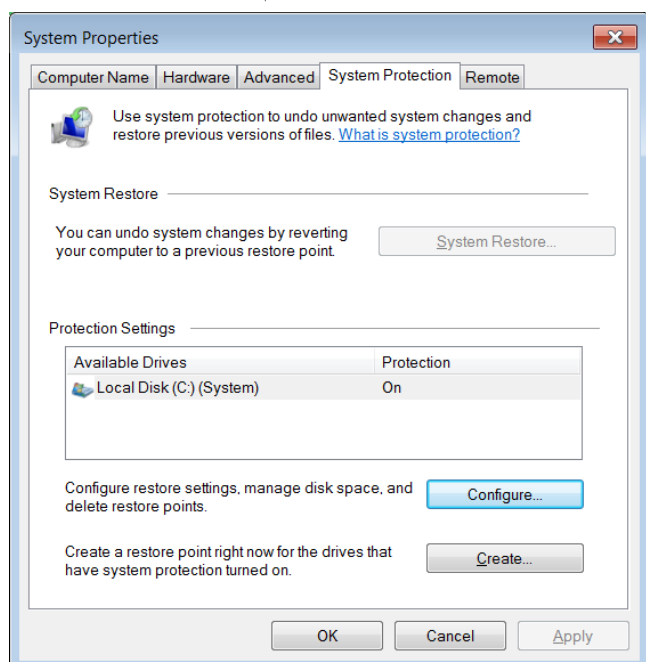 System Properties
Computer Name Hardware Advanced System Protection Remote
Use system protection to undo unwanted system changes and
restore previous versions of files. What is system protection?
System Restore
You can undo system changes by reverting
your computer to a previous restore point.
System Restore...
Protection Settings
Available Drives Protection
Local Disk (C:) (System) On
Configure restore settings, manage disk space, and
delete restore points.
Configure...
Create a restore point right now for the drives that
have system protection turned on.
Create...
OK Cancel Apply